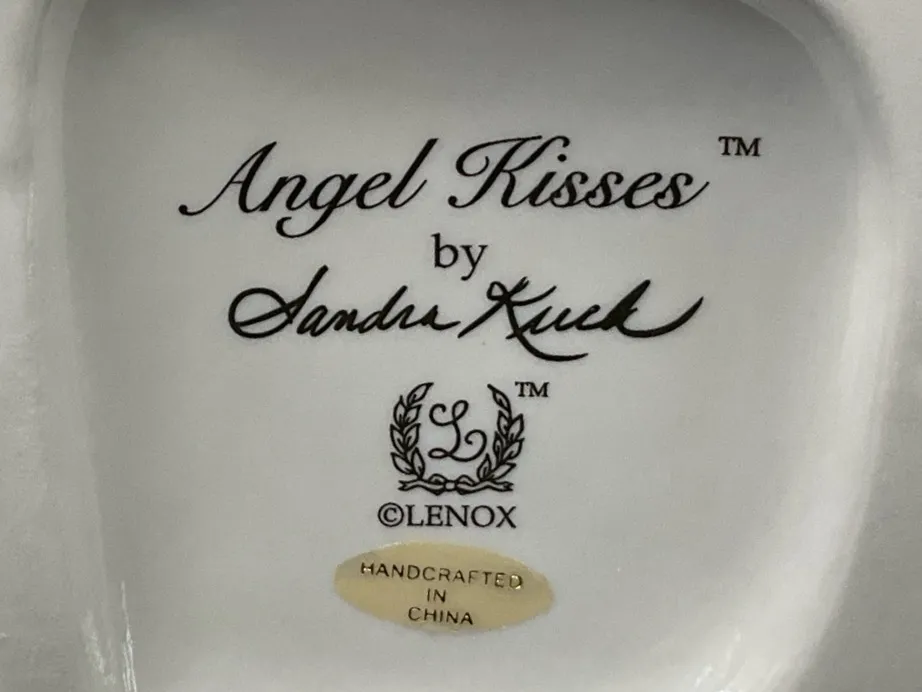 Angel Kisses™
by
Sandra Kuck
L™
©LENOX
HANDCRAFTED
IN
CHINA